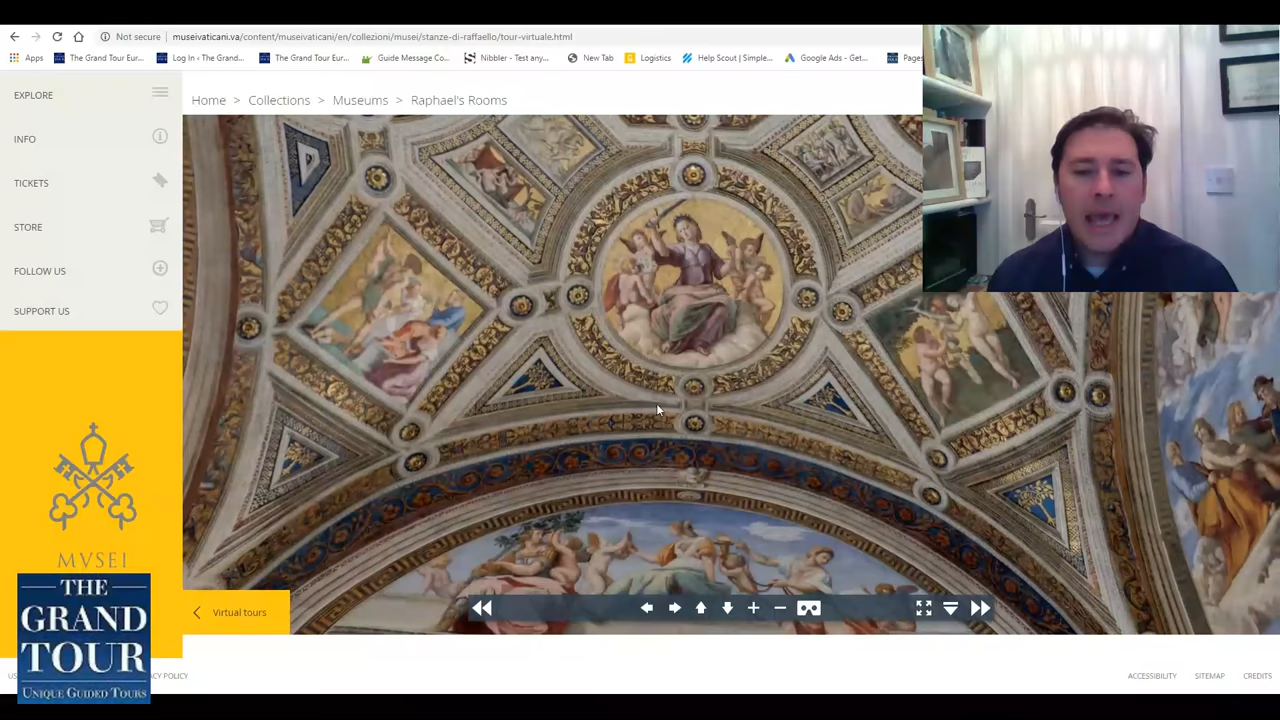 Not secure museivaticani.va/content/museivaticani/en/collezioni/musei/stanze-di-raffaello/tour-virtuale.html
Apps The Grand Tour Eur... Log In ‹ The Grand... The Grand Tour Eur... Guide Message Co... Nibbler - Test any... New Tab Logistics Help Scout | Simple... Google Ads - Get... Pages
EXPLORE
INFO
TICKETS
STORE
FOLLOW US
SUPPORT US
Home > Collections > Museums > Raphael's Rooms
MVSEI
Virtual tours
THE
GRAND
TOUR
UNIQUE GUIDED TOURS
US
CY POLICY
ACCESSIBILITY SITEMAP CREDITS